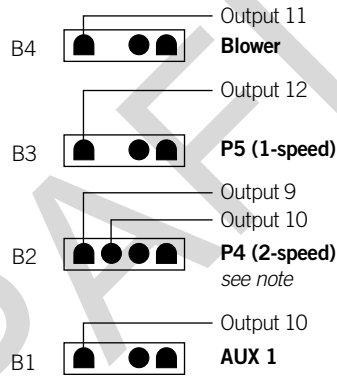 Output 11
B4 Blower
Output 12
B3 P5 (1-speed)
Output 9
Output 10
B2 P4 (2-speed)
see note
Output 10
B1 AUX 1